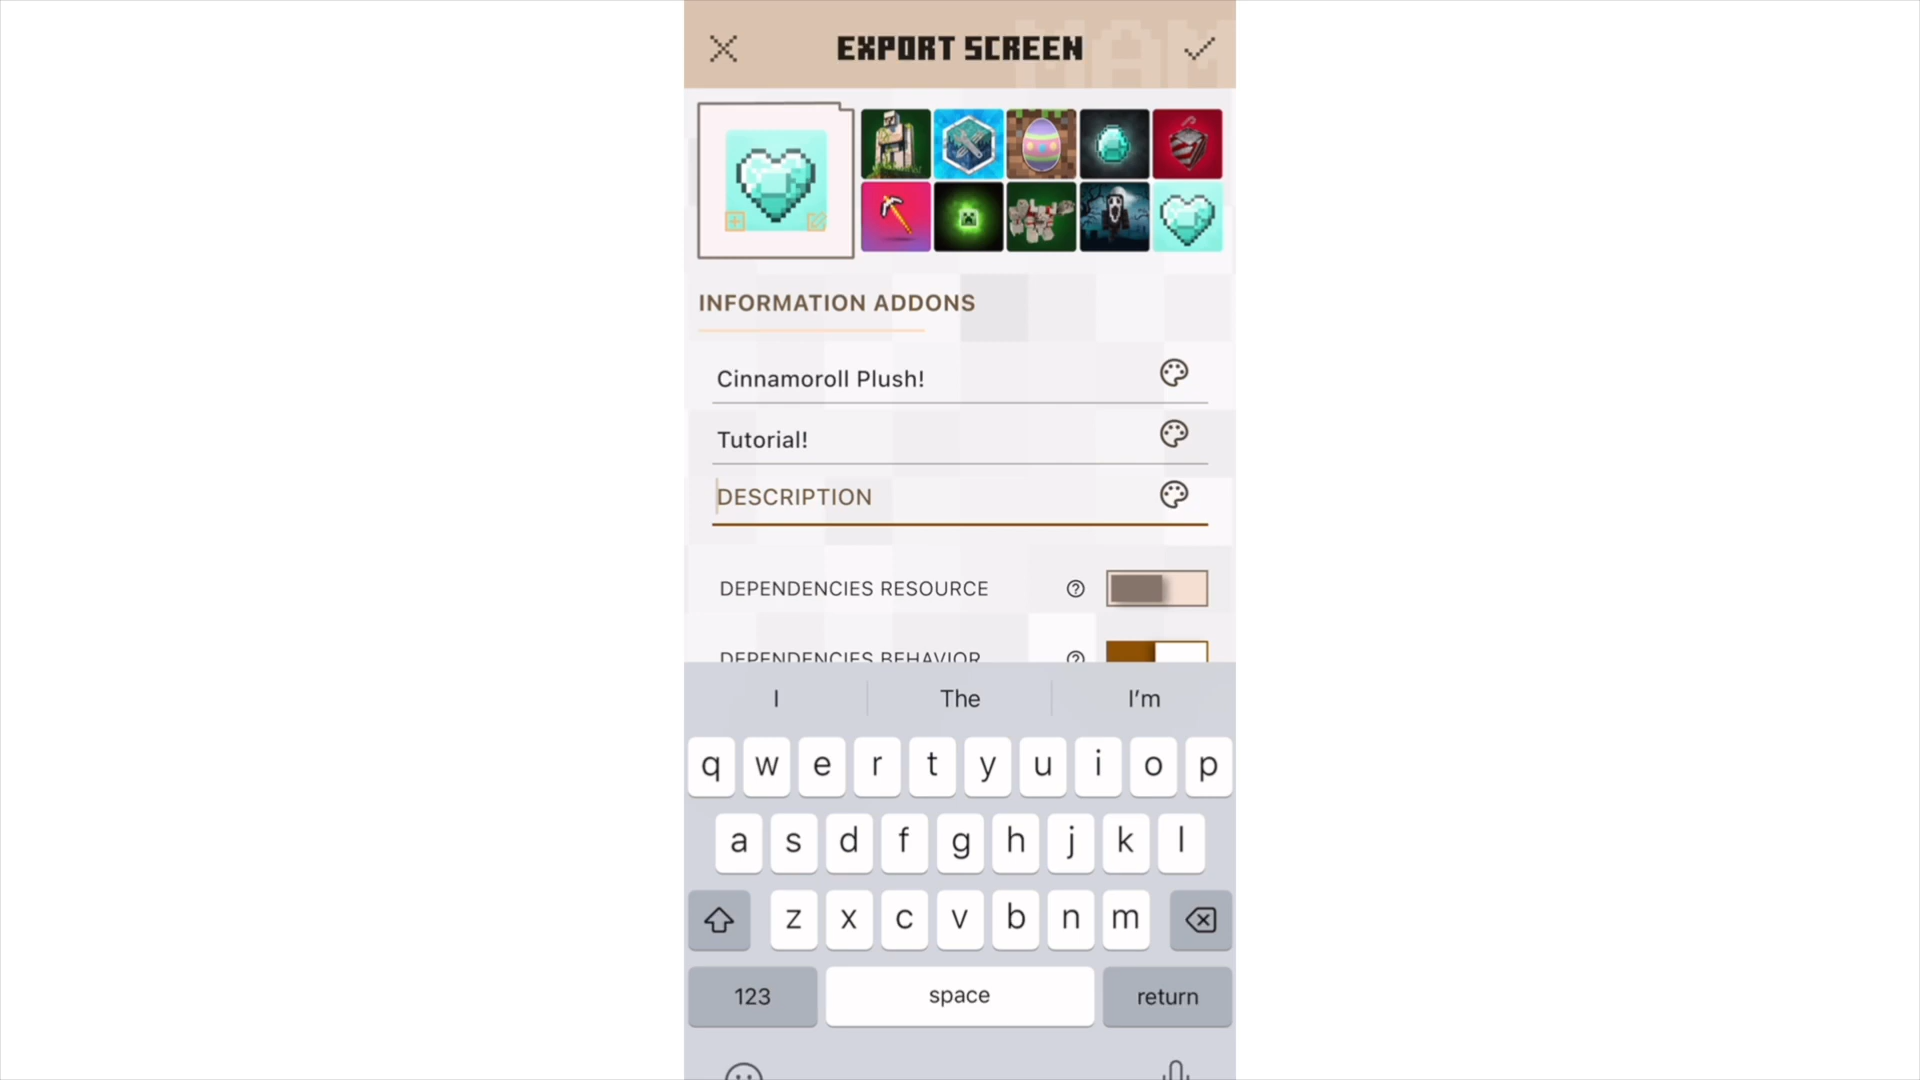 EXPORT SCREEN
INFORMATION ADDONS
Cinnamoroll Plush!
Tutorial!
DESCRIPTION
DEPENDENCIES RESOURCE
DEPENDENCIES BEHAVIOR
I The I'm
q w e r t y u i o p
a s d f g h j k l
z x c v b n m
123 space return